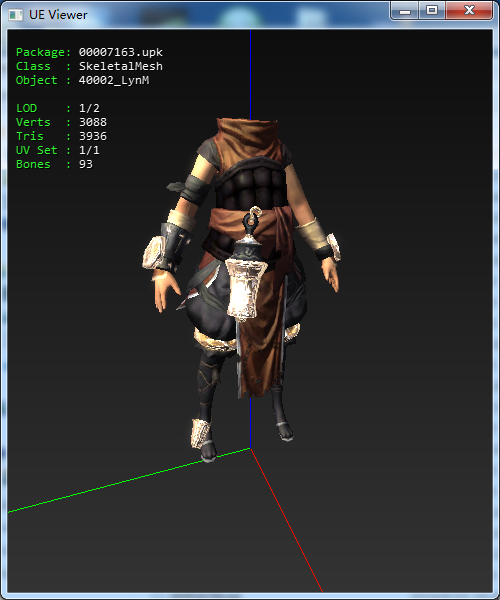 UE Viewer
Package: 00007163.upk
Class : SkeletalMesh
Object : 40002_LynM
LOD : 1/2
Verts : 3088
Tris : 3936
UV Set : 1/1
Bones : 93